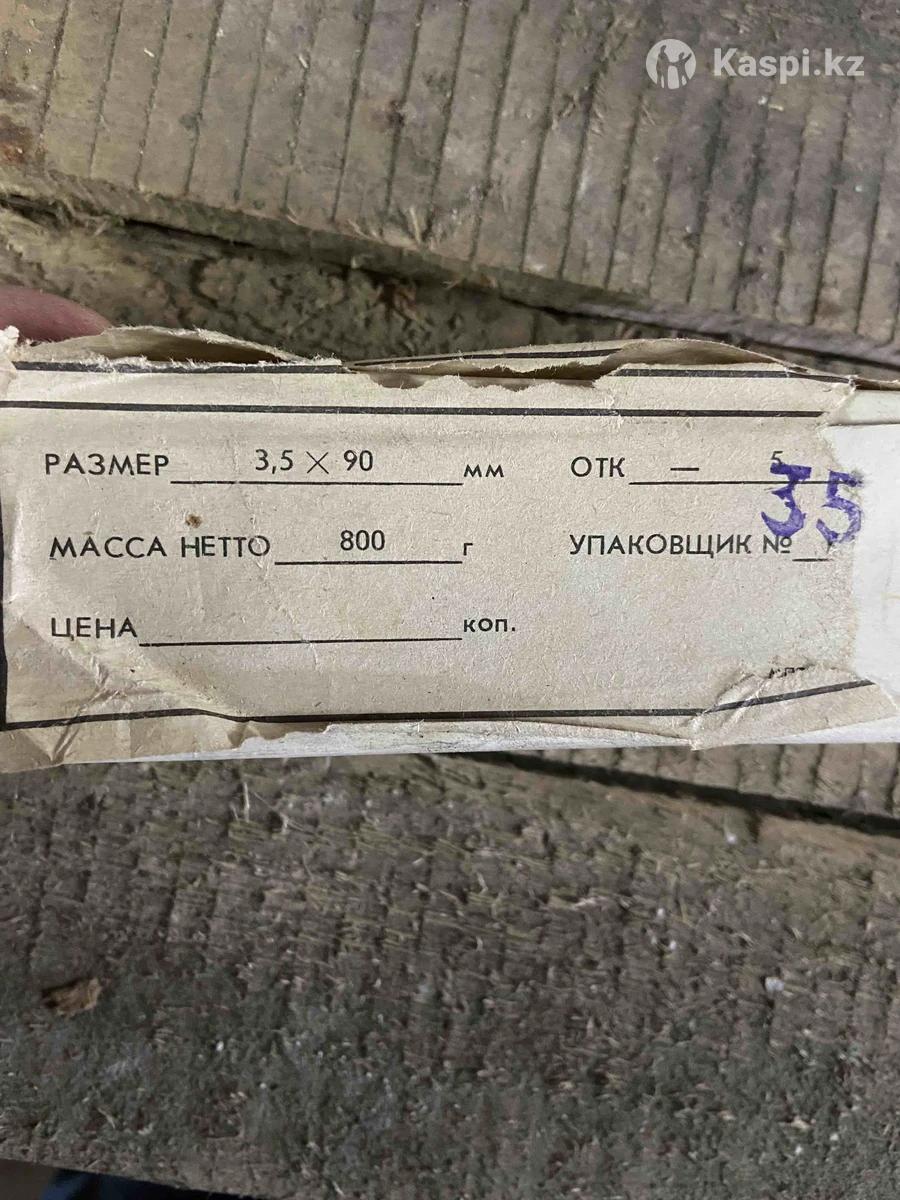 Kaspi.kz
РАЗМЕР 3,5 × 90 мм ОТК — 5
35
МАССА НЕТТО 800 г УПАКОВЩИК №
ЦЕНА коп.